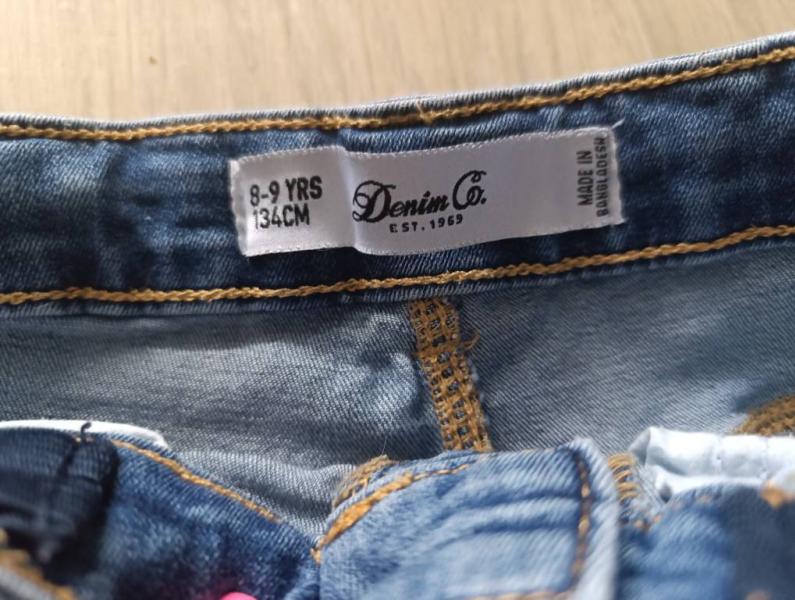 8-9 YRS
134CM
Denim Co.
EST. 1969
MADE IN
BANGLADESH